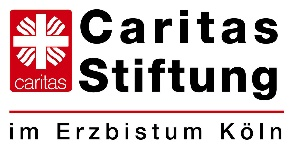 caritas
Caritas
Stiftung
im Erzbistum Köln